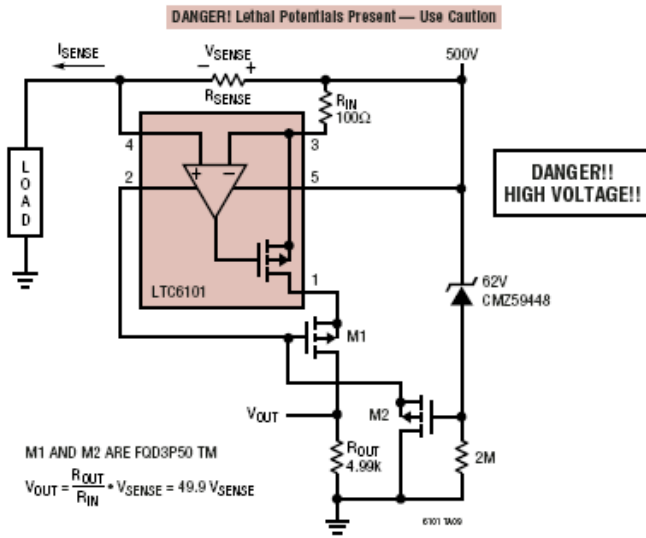 DANGER! Lethal Potentials Present — Use Caution
ISENSE
– VSENSE +
RSENSE
500V
RIN
100Ω
4
3
2
5
+ –
LOAD
LTC6101
1
DANGER!!
HIGH VOLTAGE!!
62V
CMZ59448
M1
VOUT
M2
ROUT
4.99k
2M
M1 AND M2 ARE FQD3P50 TM
VOUT = ROUT/RIN • VSENSE = 49.9 VSENSE
6101 TA09